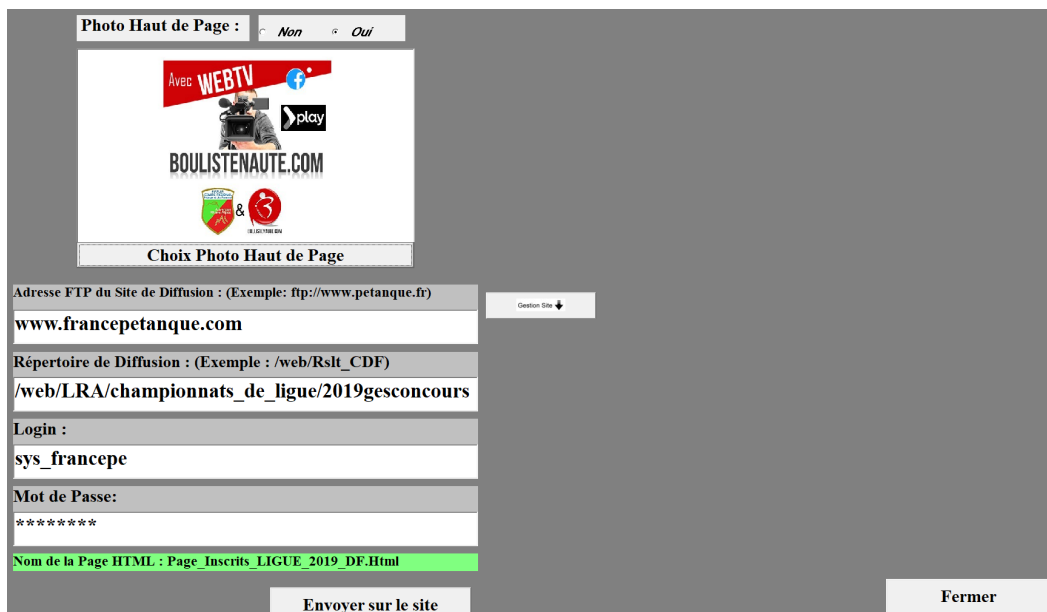 Photo Haut de Page :
Non Oui
Avec WEBTV
play
BOULISTENAUTE.COM
&
Choix Photo Haut de Page
Adresse FTP du Site de Diffusion : (Exemple: ftp://www.petanque.fr)
Gestion Site
www.francepetanque.com
Répertoire de Diffusion : (Exemple : /web/Rslt_CDF)
/web/LRA/championnats_de_ligue/2019gesconcours
Login :
sys_francepe
Mot de Passe:
********
Nom de la Page HTML : Page_Inscrits_LIGUE_2019_DF.Html
Envoyer sur le site
Fermer